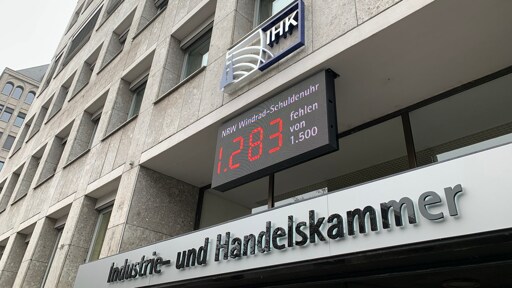 IHK
NRW Windrad-Schuldenuhr
1.283 fehlen
von
1.500
Industrie- und Handelskammer